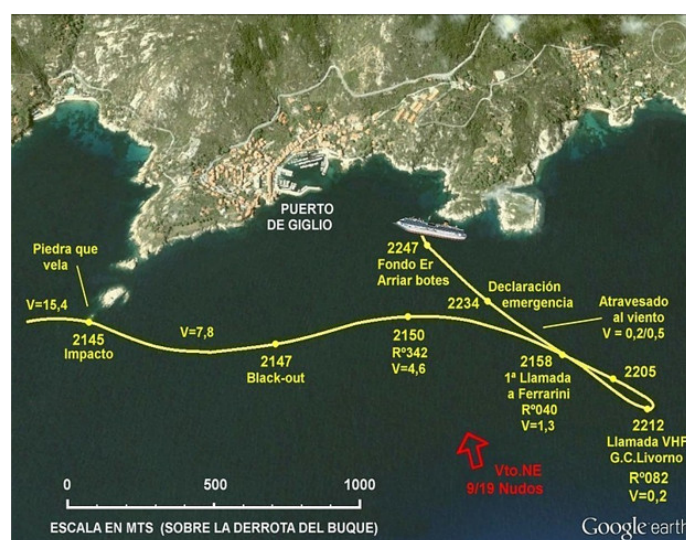 PUERTO
DE GIGLIO
Piedra que
vela
V=15,4
2145
Impacto
V=7,8
2147
Black-out
2150
Rº342
V=4,6
2247
Fondo Er
Arriar botes
2234
Declaración
emergencia
Atravesado
al viento
V = 0,2/0,5
2158
1ª Llamada
a Ferrarini
Rº040
V=1,3
2205
2212
Llamada VHF
G.C.Livorno
Rº082
V=0,2
Vto.NE
9/19 Nudos
0 500 1000
ESCALA EN MTS (SOBRE LA DERROTA DEL BUQUE)
Google earth